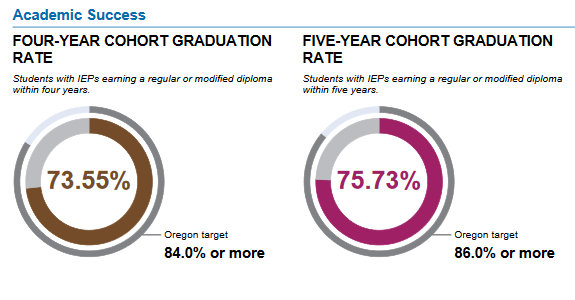 Academic Success
FOUR-YEAR COHORT GRADUATION
RATE
Students with IEPs earning a regular or modified diploma
within four years.
73.55%
Oregon target
84.0% or more
FIVE-YEAR COHORT GRADUATION
RATE
Students with IEPs earning a regular or modified diploma
within five years.
75.73%
Oregon target
86.0% or more